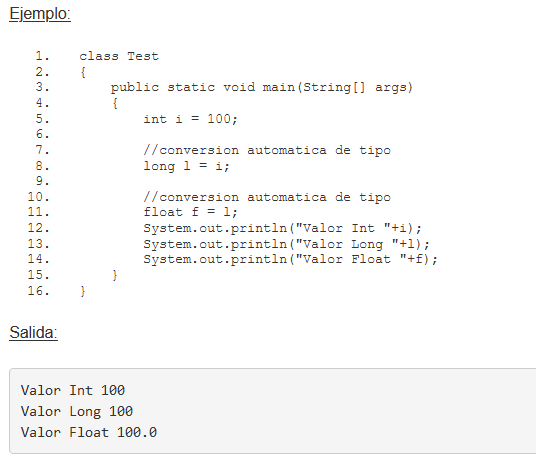 Ejemplo:
1. class Test
2. {
3. public static void main(String[] args)
4. {
5. int i = 100;
6.
7. //conversion automatica de tipo
8. long l = i;
9.
10. //conversion automatica de tipo
11. float f = l;
12. System.out.println("Valor Int "+i);
13. System.out.println("Valor Long "+l);
14. System.out.println("Valor Float "+f);
15. }
16. }
Salida:
Valor Int 100
Valor Long 100
Valor Float 100.0